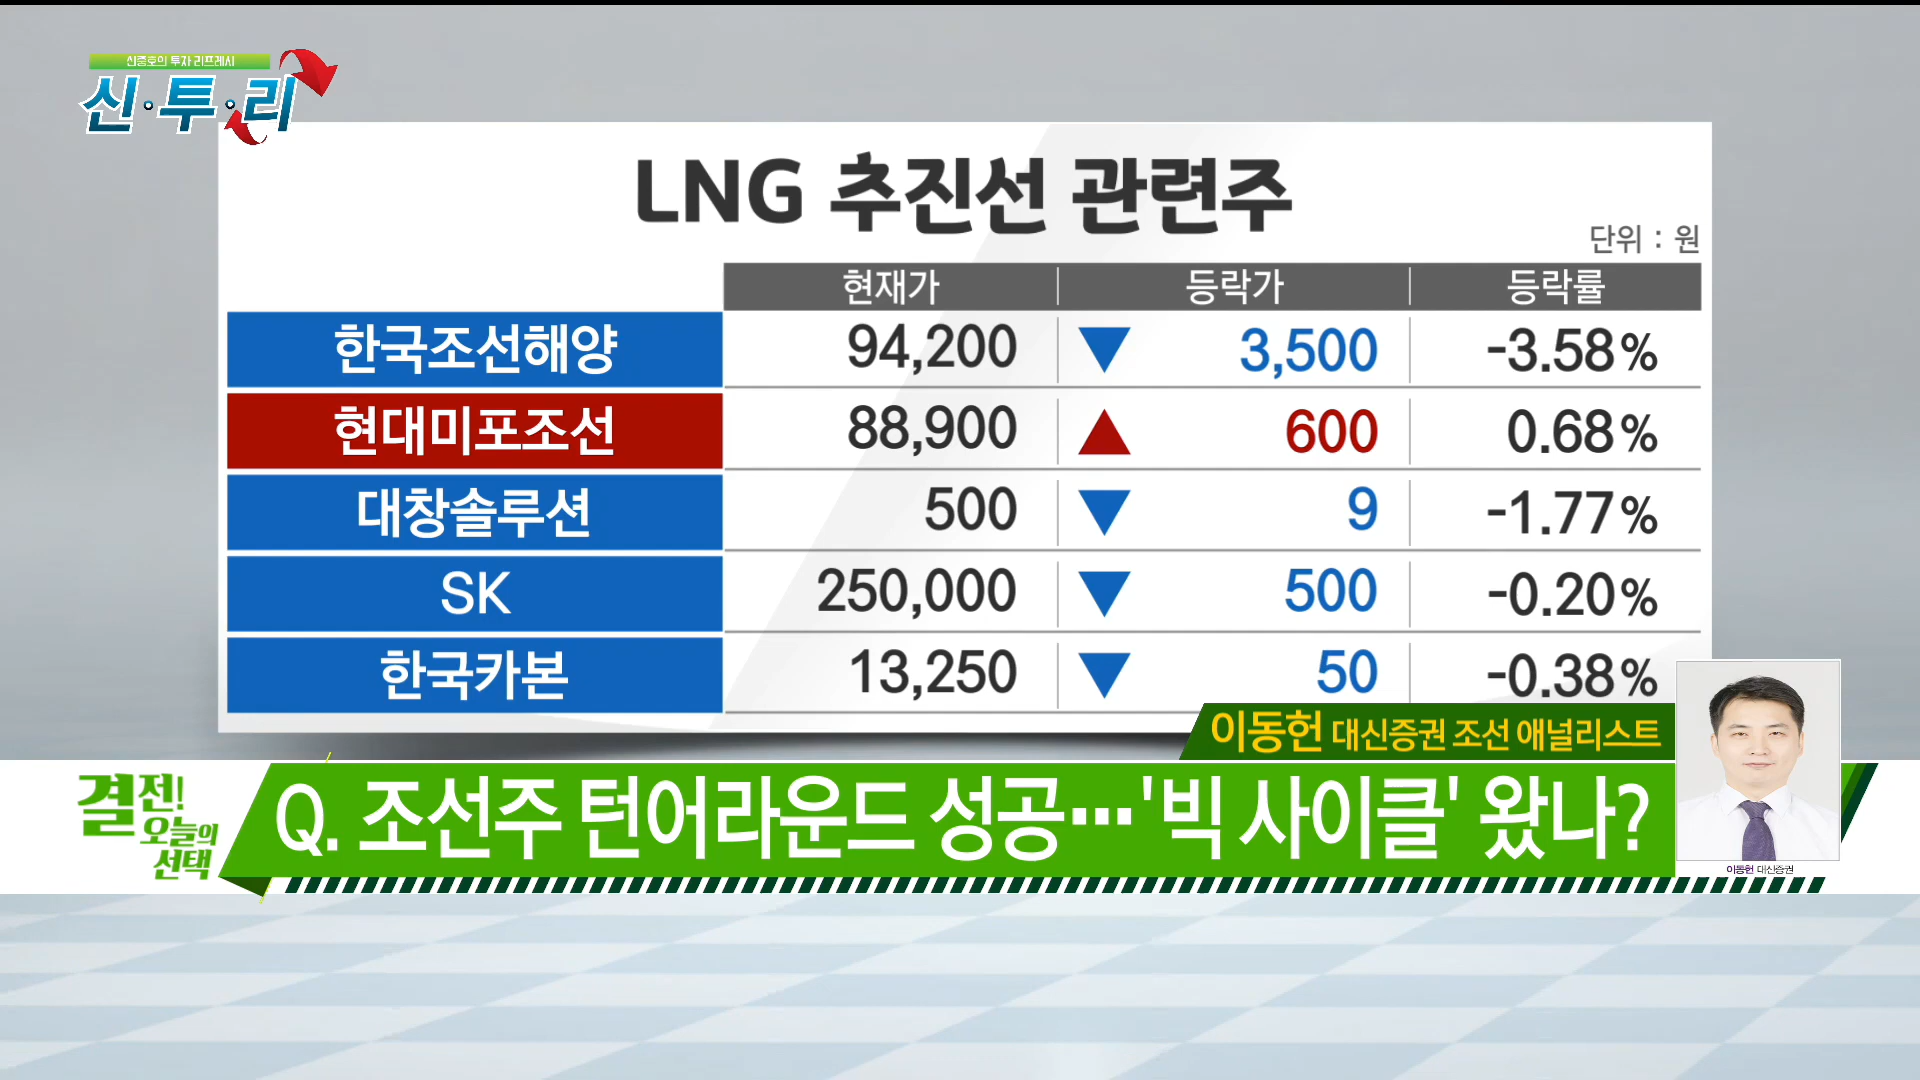 신중호의 투자 리프레시
신·투·리
LNG 추진선 관련주
단위 : 원
현재가 등락가 등락률
한국조선해양 94,200 ▼ 3,500 -3.58%
현대미포조선 88,900 ▲ 600 0.68%
대창솔루션 500 ▼ 9 -1.77%
SK 250,000 ▼ 500 -0.20%
한국카본 13,250 ▼ 50 -0.38%
이동헌 대신증권 조선 애널리스트
결전! 오늘의 선택
Q. 조선주 턴어라운드 성공…'빅 사이클' 왔나?
이동헌 대신증권